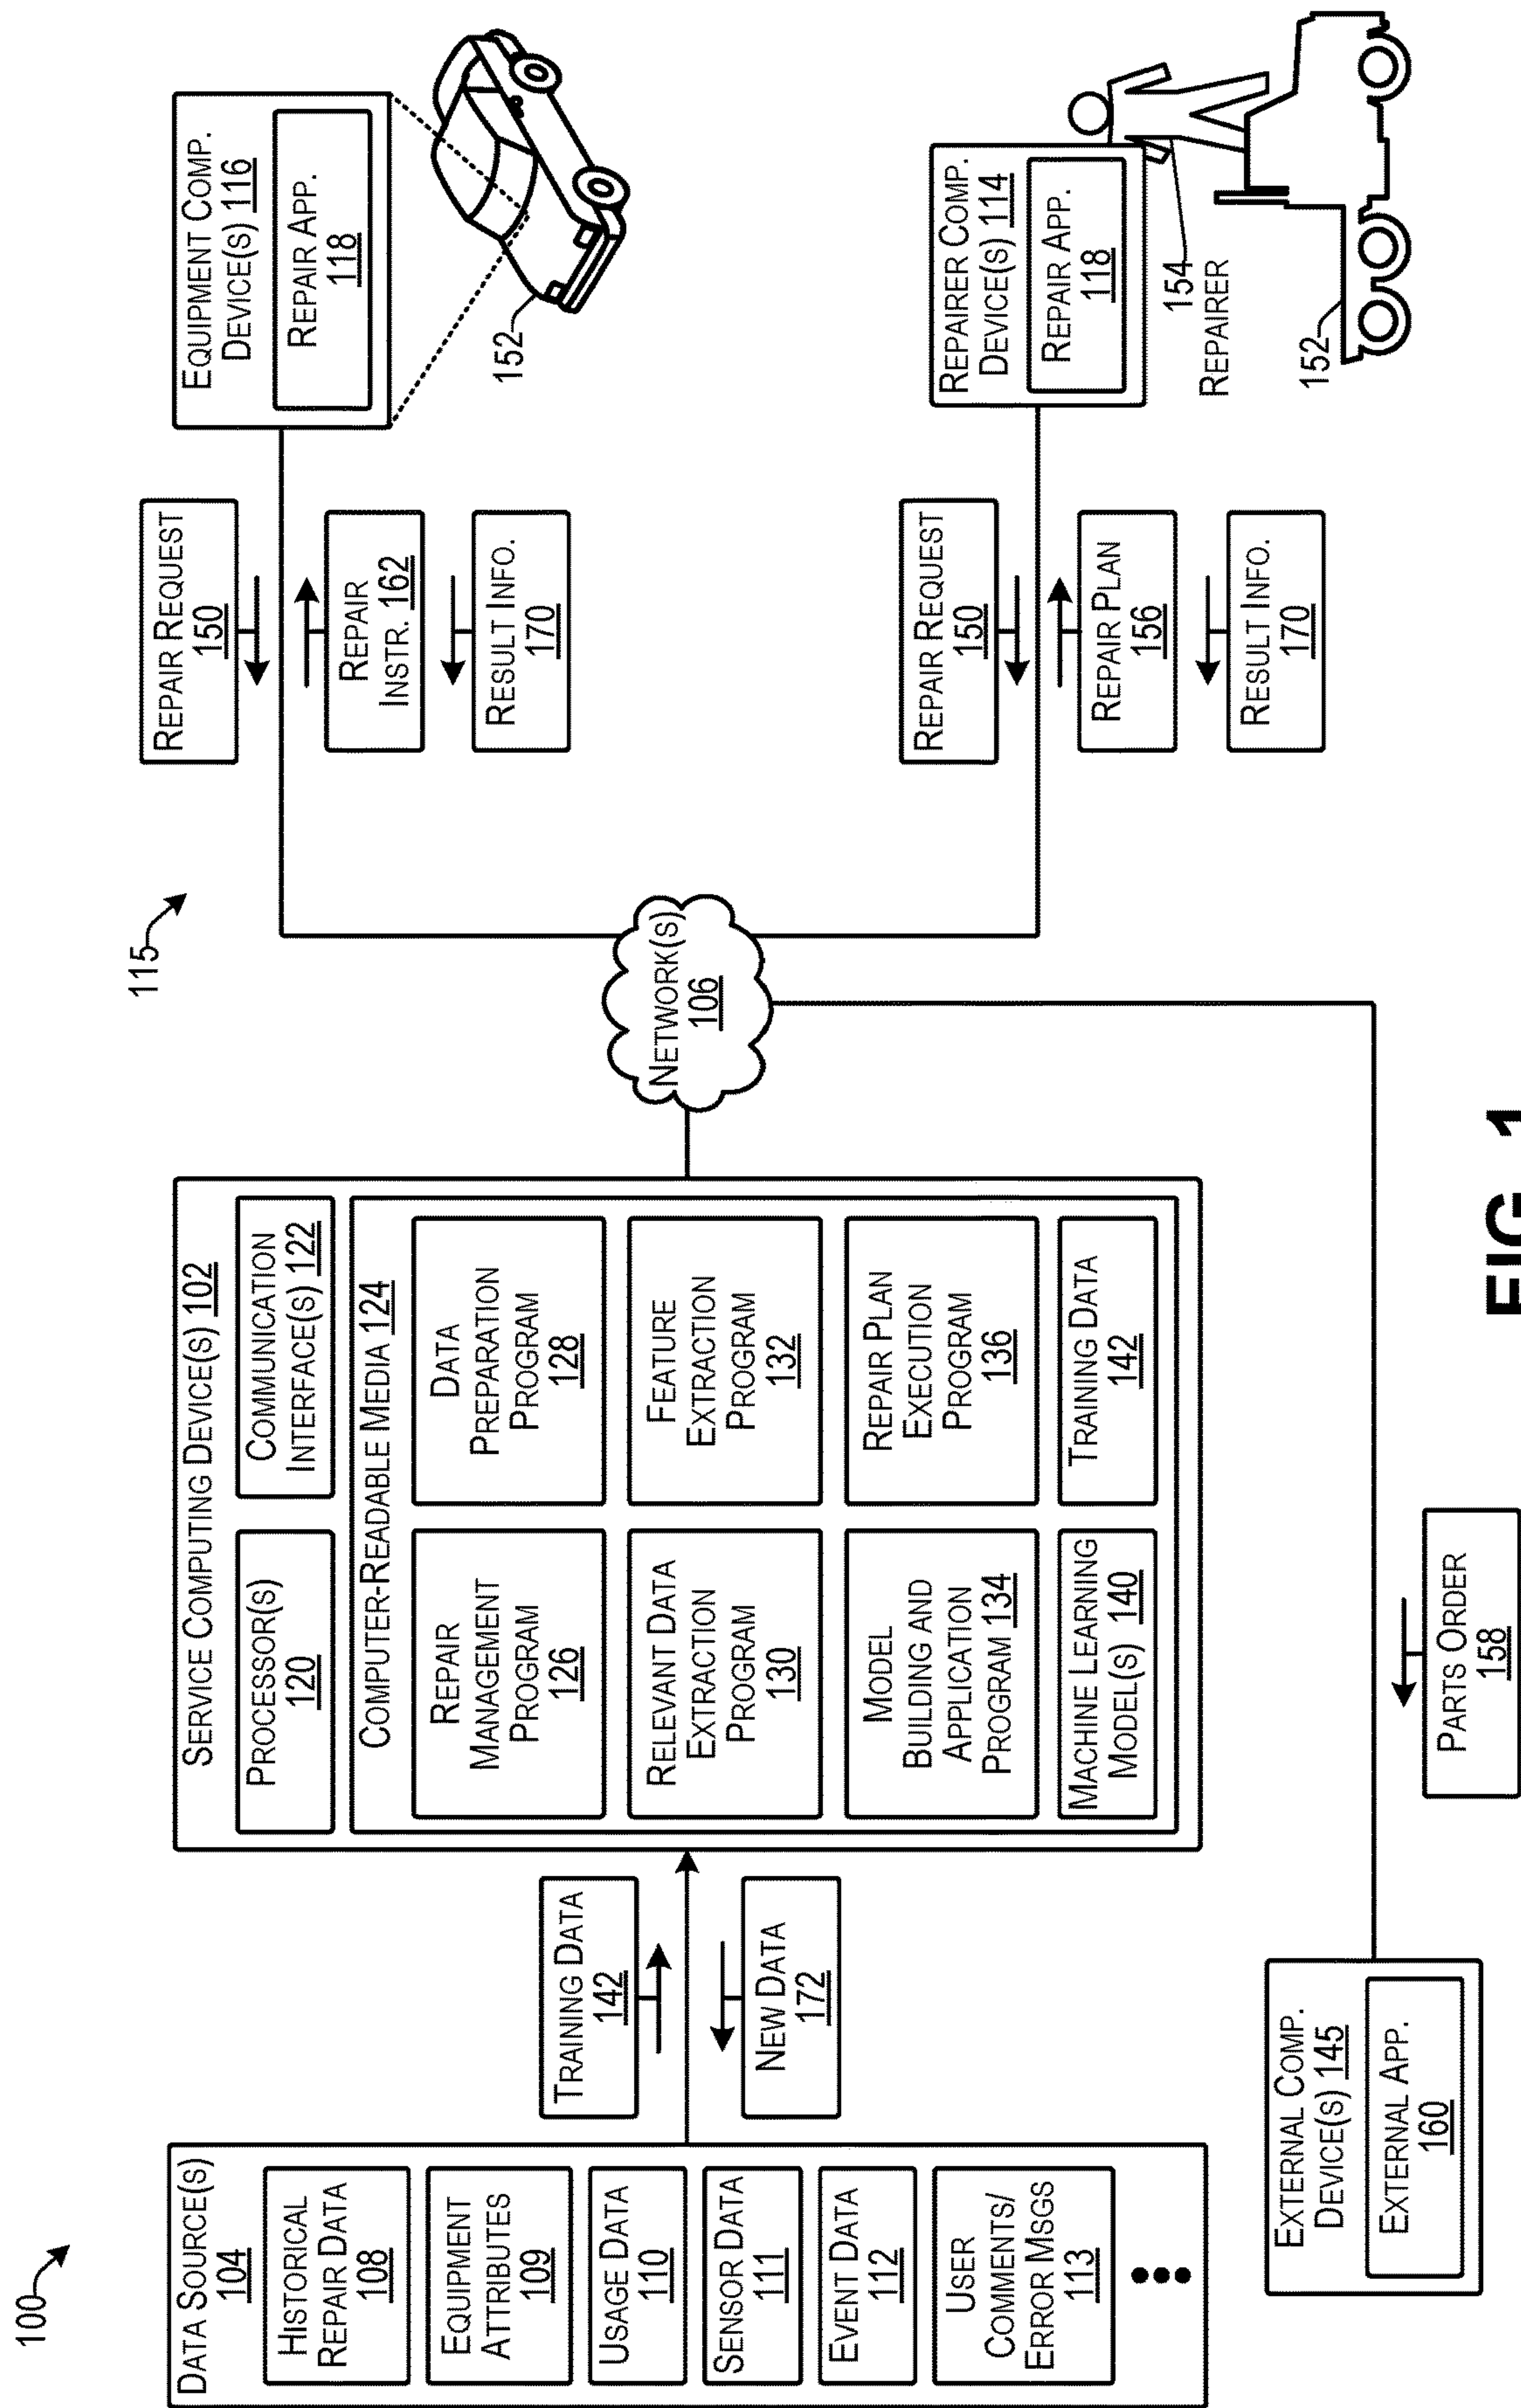 100
DATA SOURCE(S)
104
HISTORICAL
REPAIR DATA
108
EQUIPMENT
ATTRIBUTES
109
USAGE DATA
110
SENSOR DATA
111
EVENT DATA
112
USER
COMMENTS/
ERROR MSGS
113
TRAINING DATA
142
NEW DATA
172
SERVICE COMPUTING DEVICE(S) 102
PROCESSOR(S)
120
COMMUNICATION
INTERFACE(S) 122
COMPUTER-READABLE MEDIA 124
REPAIR
MANAGEMENT
PROGRAM
126
DATA
PREPARATION
PROGRAM
128
RELEVANT DATA
EXTRACTION
PROGRAM
130
FEATURE
EXTRACTION
PROGRAM
132
MODEL
BUILDING AND
APPLICATION
PROGRAM 134
REPAIR PLAN
EXECUTION
PROGRAM
136
MACHINE LEARNING
MODEL(S) 140
TRAINING DATA
142
NETWORK(S)
106
115
REPAIR REQUEST
150
REPAIR
INSTR. 162
RESULT INFO.
170
EQUIPMENT COMP.
DEVICE(S) 116
REPAIR APP.
118
152
REPAIR REQUEST
150
REPAIR PLAN
156
RESULT INFO.
170
REPAIRER COMP.
DEVICE(S) 114
REPAIR APP.
118
154
REPAIRER
152
EXTERNAL COMP.
DEVICE(S) 145
EXTERNAL APP.
160
PARTS ORDER
158
FIG. 1